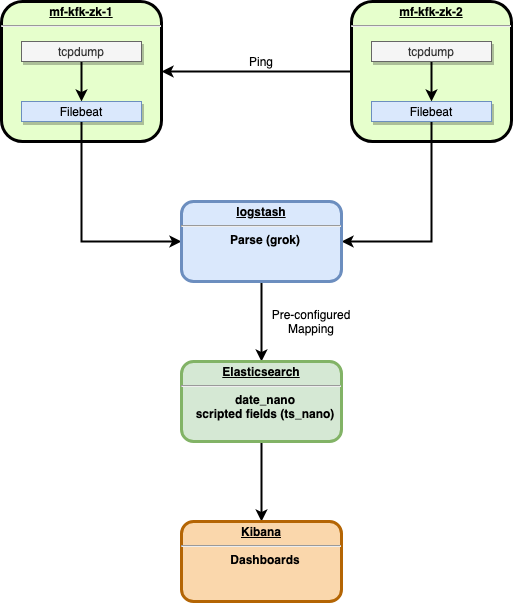 mf-kfk-zk-1
mf-kfk-zk-2
tcpdump
tcpdump
Ping
Filebeat
Filebeat
logstash
Parse (grok)
Pre-configured
Mapping
Elasticsearch
date_nano
scripted fields (ts_nano)
Kibana
Dashboards